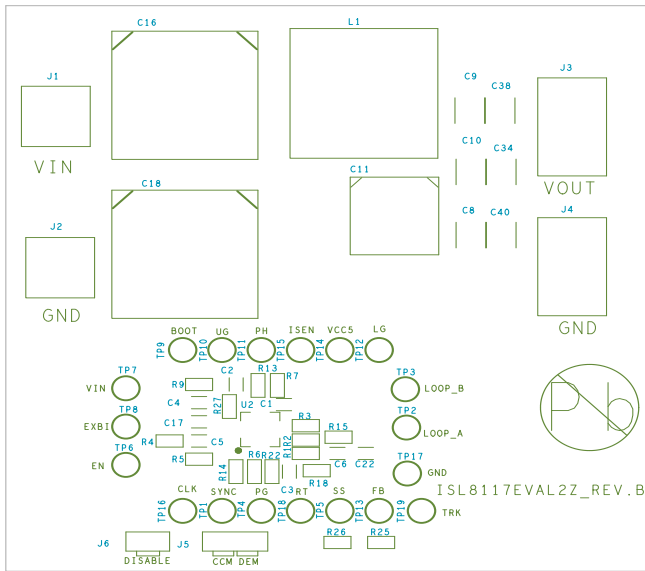 C16
L1
J1
C9
C38
J3
VIN
C10
C34
C11
C18
VOUT
J2
C8
C40
J4
GND
GND
BOOT
UG
PH
ISEN
VCC5
LG
TP9
TP10
TP11
TP15
TP14
TP12
TP7
C2
R13
R7
TP3
VIN
R9
LOOP_B
C4
R27
U2
C1
TP8
TP2
EXBI
C17
R3
R15
LOOP_A
R4
C5
R1
R2
TP6
R5
R14
R6
R22
C6
C22
TP17
EN
C3
R18
GND
CLK
SYNC
PG
RT
SS
FB
ISL8117EVAL2Z_REV.B
TP16
TP1
TP4
TP18
TP5
TP13
TP19
TRK
Pb
J6
J5
R26
R25
DISABLE
CCM DEM